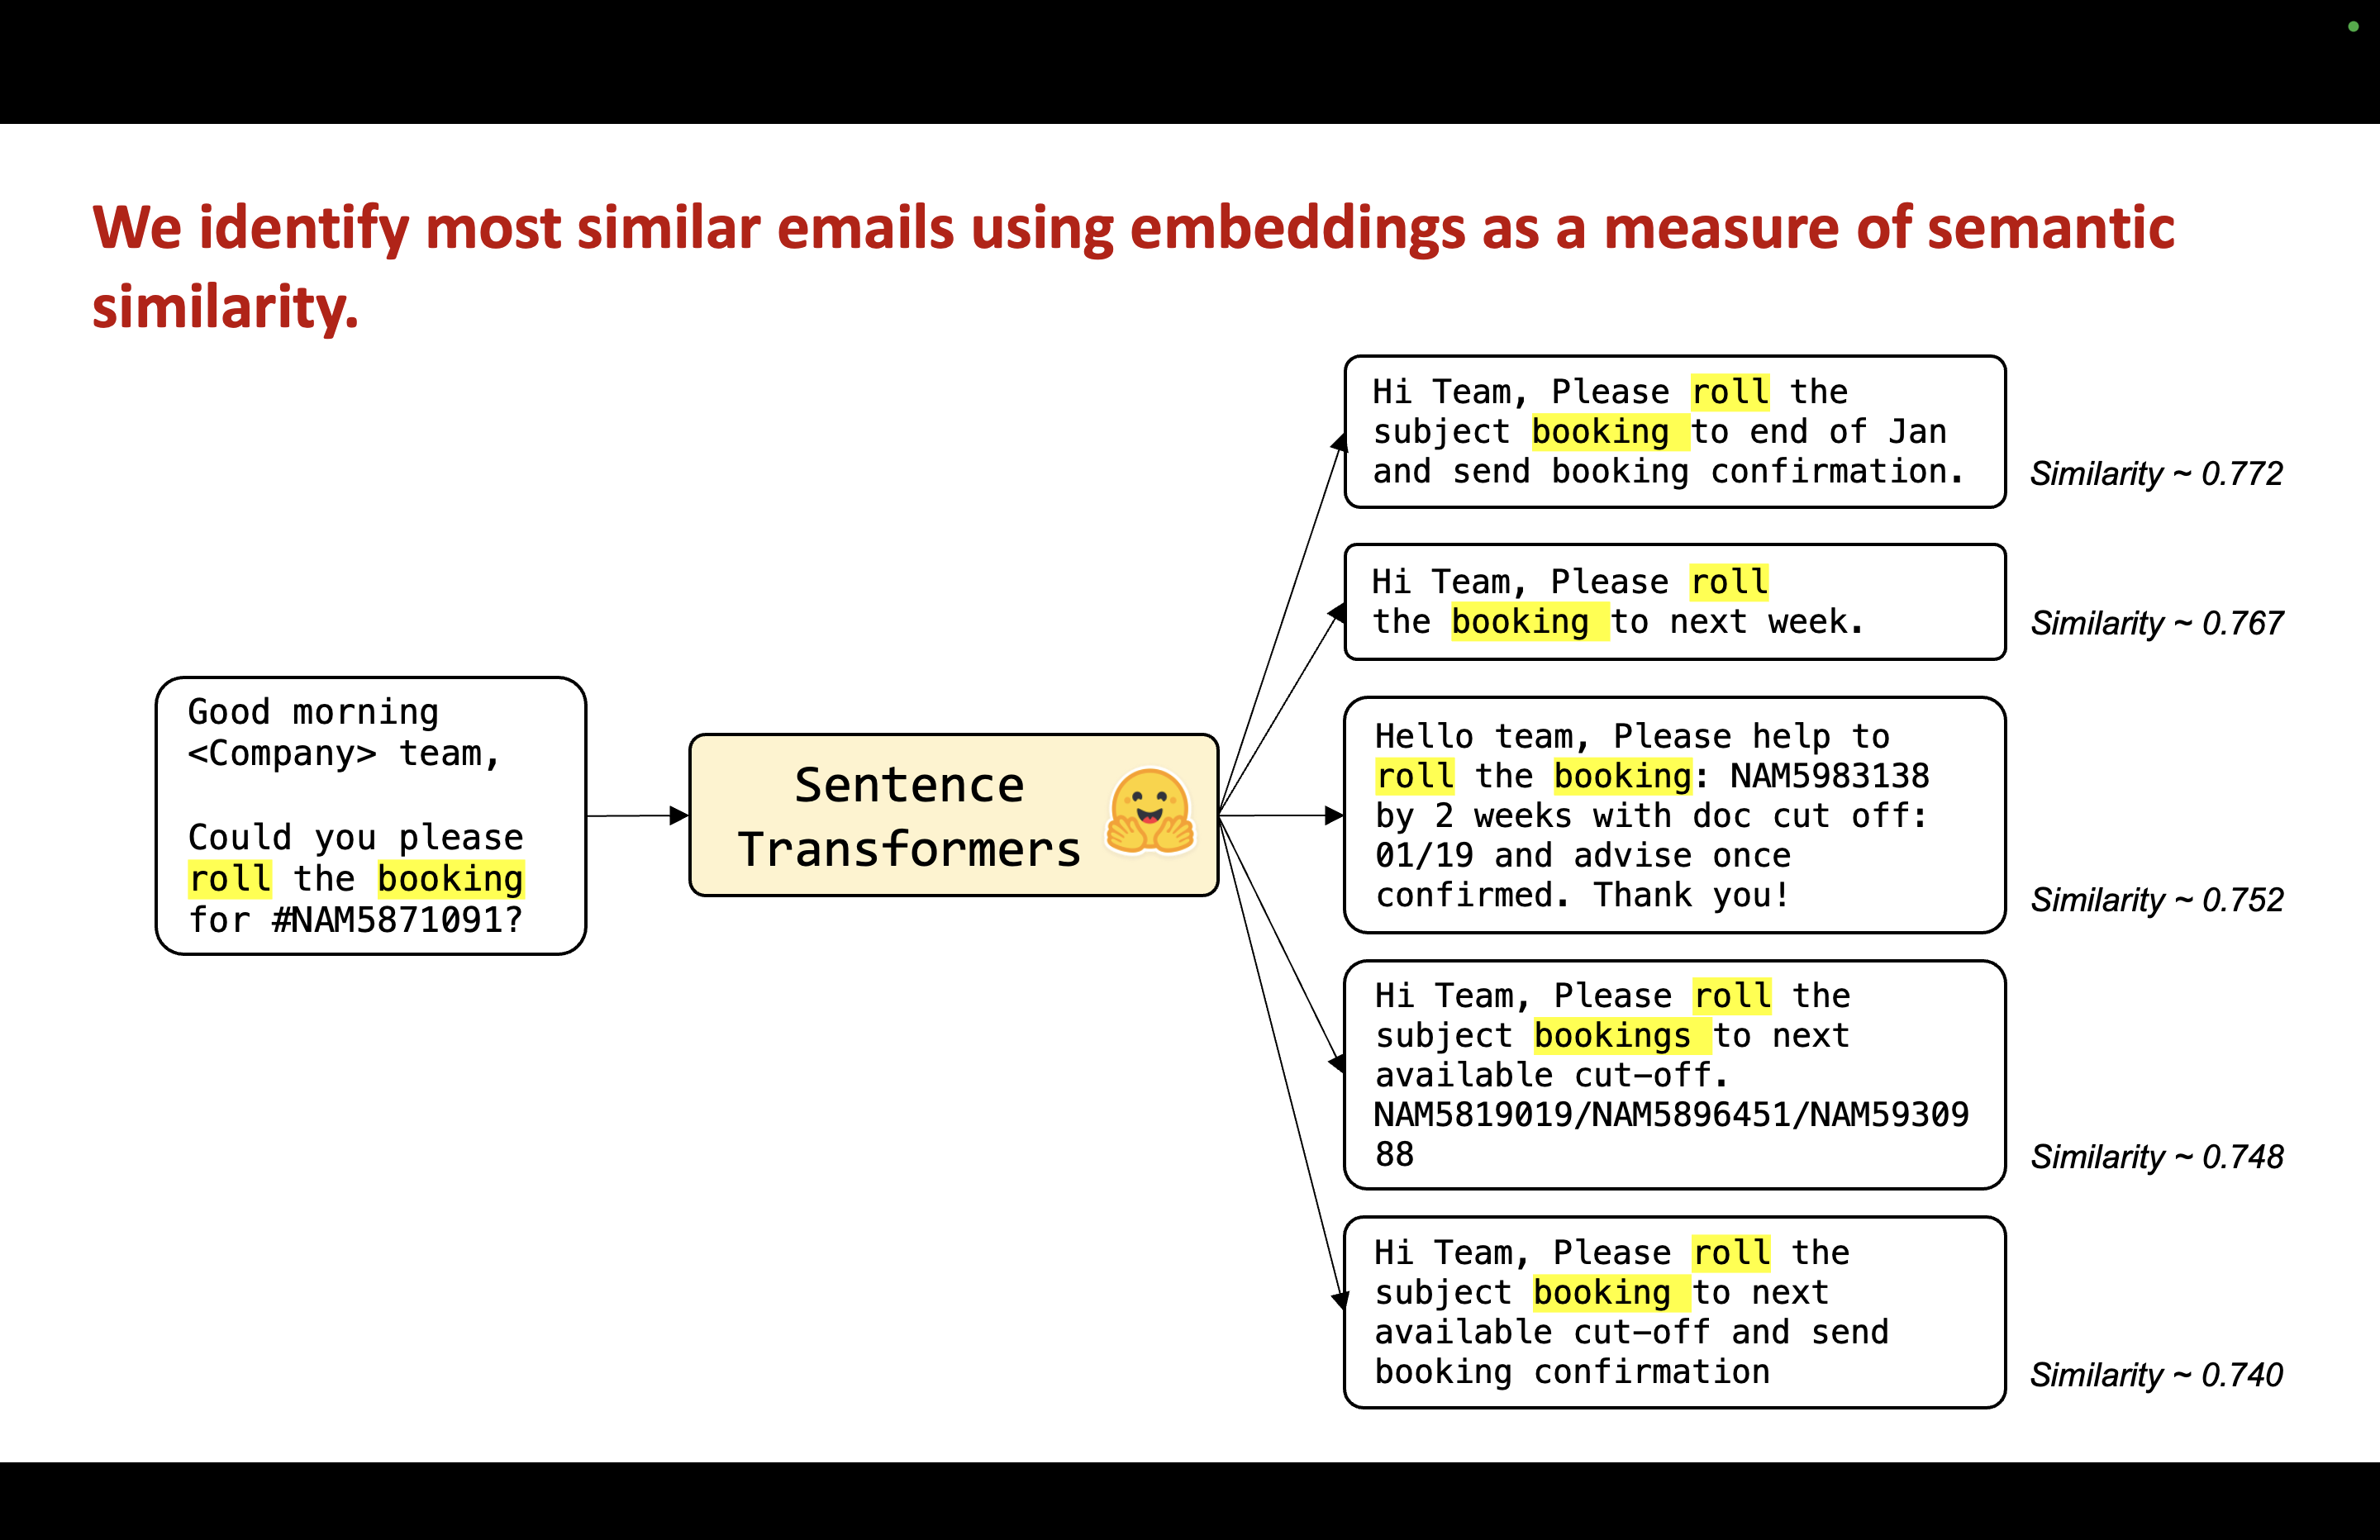 We identify most similar emails using embeddings as a measure of semantic
similarity.
Good morning
<Company> team,
Could you please
roll the booking
for #NAM5871091?
Sentence
Transformers
Hi Team, Please roll the
subject booking to end of Jan
and send booking confirmation.
Similarity ~ 0.772
Hi Team, Please roll
the booking to next week.
Similarity ~ 0.767
Hello team, Please help to
roll the booking: NAM5983138
by 2 weeks with doc cut off:
01/19 and advise once
confirmed. Thank you!
Similarity ~ 0.752
Hi Team, Please roll the
subject bookings to next
available cut-off.
NAM5819019/NAM5896451/NAM59309
88
Similarity ~ 0.748
Hi Team, Please roll the
subject booking to next
available cut-off and send
booking confirmation
Similarity ~ 0.740